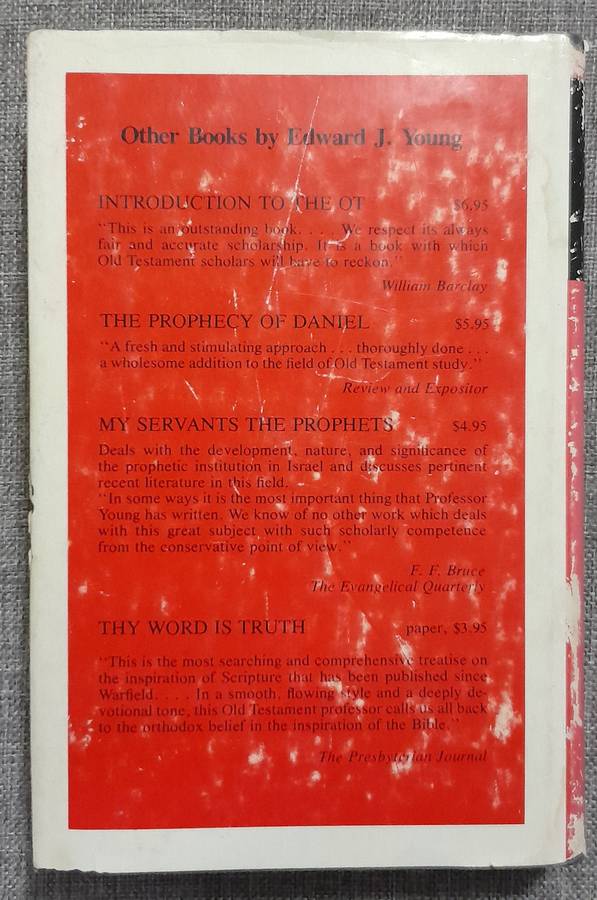 Other Books by Edward J. Young
INTRODUCTION TO THE OT $6.95
"This is an outstanding book. . . . We respect its always
fair and accurate scholarship. It is a book with which
Old Testament scholars will have to reckon."
William Barclay
THE PROPHECY OF DANIEL $5.95
"A fresh and stimulating approach . . . thoroughly done . . .
a wholesome addition to the field of Old Testament study."
Review and Expositor
MY SERVANTS THE PROPHETS $4.95
Deals with the development, nature, and significance of
the prophetic institution in Israel and discusses pertinent
recent literature in this field.
"In some ways it is the most important thing that Professor
Young has written. We know of no other work which deals
with this great subject with such scholarly competence
from the conservative point of view."
F. F. Bruce
The Evangelical Quarterly
THY WORD IS TRUTH paper, $3.95
"This is the most searching and comprehensive treatise on
the inspiration of Scripture that has been published since
Warfield. . . . In a smooth, flowing style and a deeply de-
votional tone, this Old Testament professor calls us all back
to the orthodox belief in the inspiration of the Bible."
The Presbyterian Journal